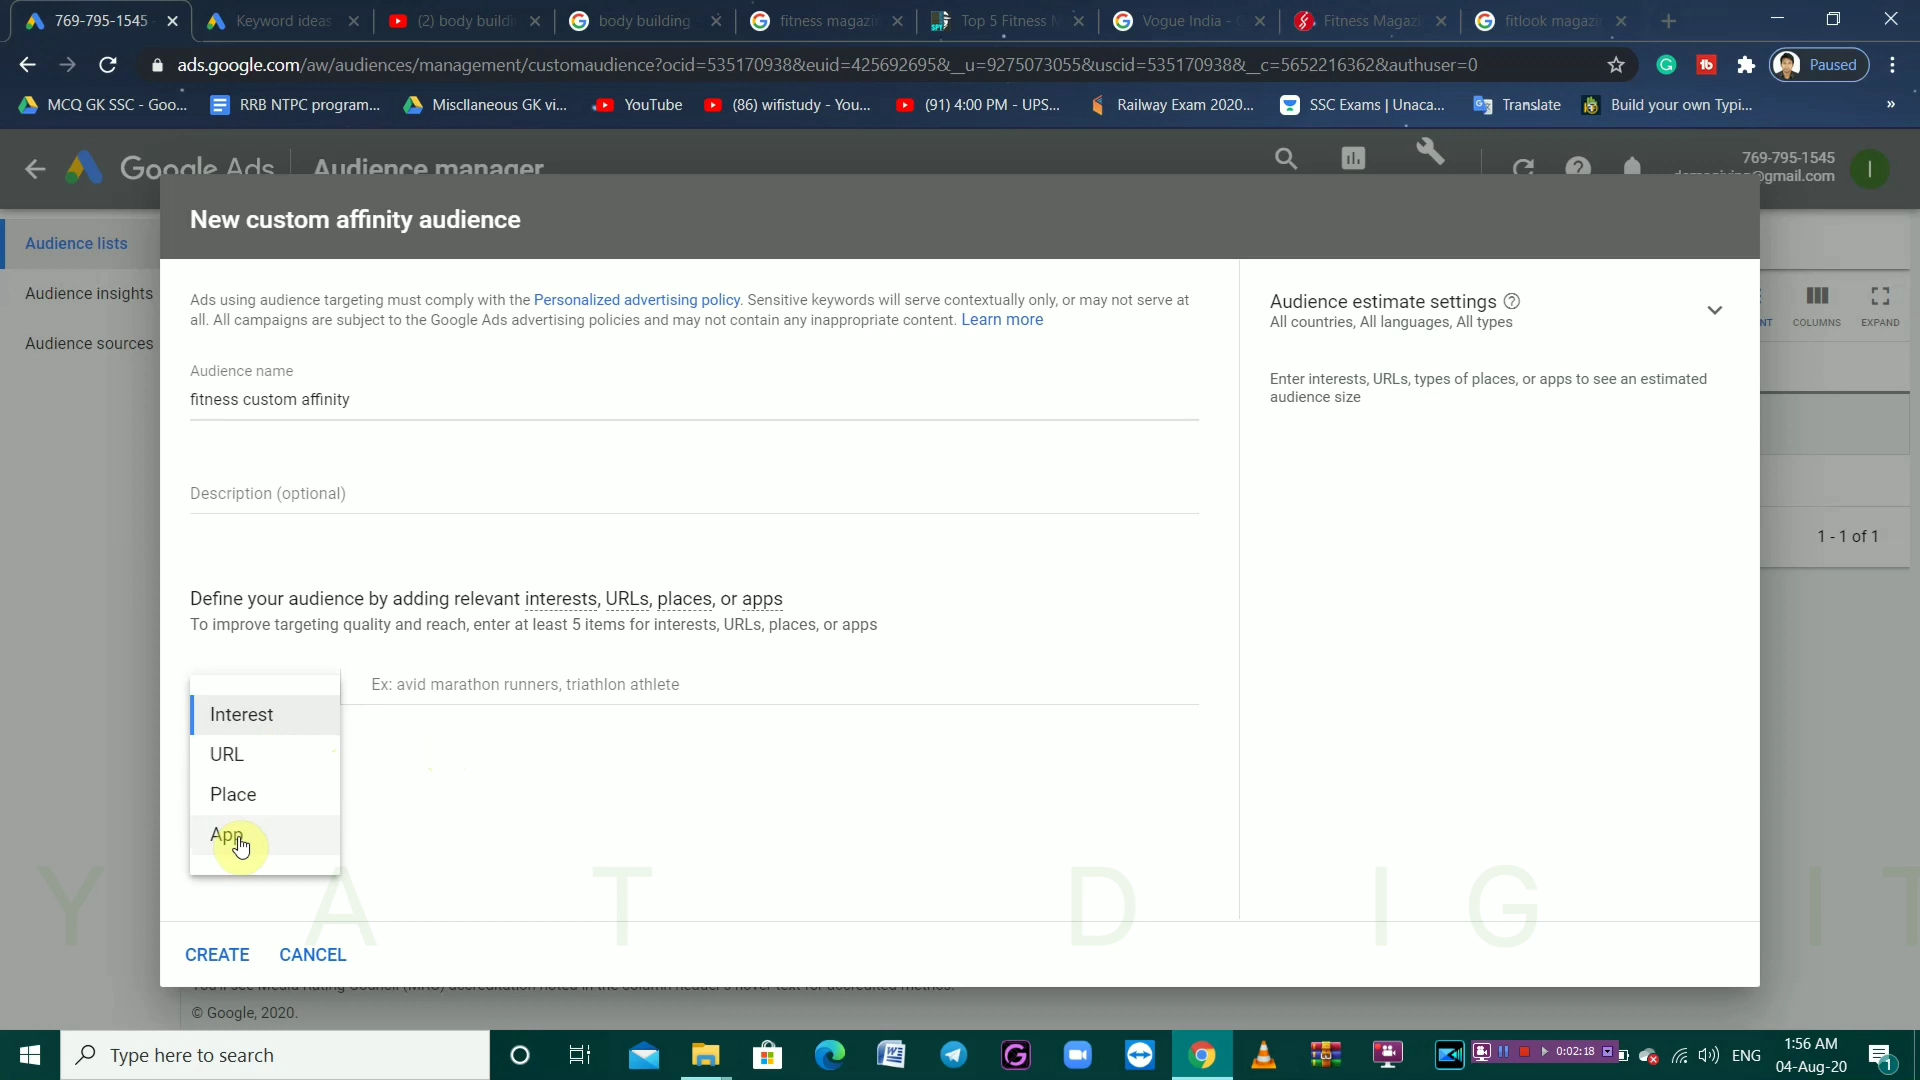 769-795-1545
Keyword ideas
(2) body buildi
body building
fitness magazin
Top 5 Fitness M
Vogue India -
Fitness Magazi
fitlook magaz
ads.google.com/aw/audiences/management/customaudience?ocid=535170938&euid=425692695&__u=9275073055&uscid=535170938&__c=5652216362&authuser=0
Paused
MCQ GK SSC - Goo...
RRB NTPC program...
Miscllaneous GK vi...
YouTube
(86) wifistudy - You...
(91) 4:00 PM - UPS...
Railway Exam 2020...
SSC Exams | Unaca...
Translate
Build your own Typi...
»
Google Ads
Audience manager
769-795-1545
@gmail.com
I
New custom affinity audience
Audience lists
Audience insights
Audience sources
Ads using audience targeting must comply with the Personalized advertising policy. Sensitive keywords will serve contextually only, or may not serve at
all. All campaigns are subject to the Google Ads advertising policies and may not contain any inappropriate content. Learn more
Audience name
fitness custom affinity
Description (optional)
Define your audience by adding relevant interests, URLs, places, or apps
To improve targeting quality and reach, enter at least 5 items for interests, URLs, places, or apps
Ex: avid marathon runners, triathlon athlete
Interest
URL
Place
App
Audience estimate settings
All countries, All languages, All types
Enter interests, URLs, types of places, or apps to see an estimated
audience size
COLUMNS
EXPAND
1 - 1 of 1
Y A T D I G I T
CREATE
CANCEL
© Google, 2020.
Type here to search
0:02:18
ENG
1:56 AM
04-Aug-20
1